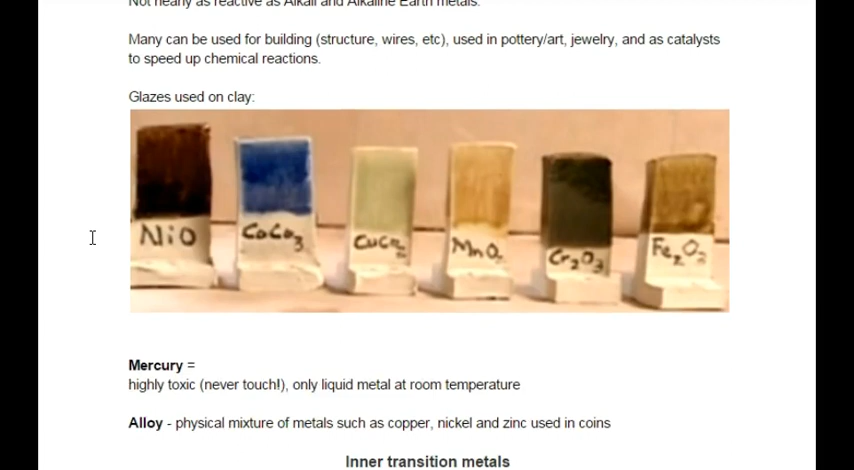 Not nearly as reactive as Alkali and Alkaline Earth metals.
Many can be used for building (structure, wires, etc), used in pottery/art, jewelry, and as catalysts
to speed up chemical reactions.
Glazes used on clay:
NiO
CoCo3
MnO2
Cr2O3
Fe2O3
Mercury =
highly toxic (never touch!), only liquid metal at room temperature
Alloy - physical mixture of metals such as copper, nickel and zinc used in coins
Inner transition metals